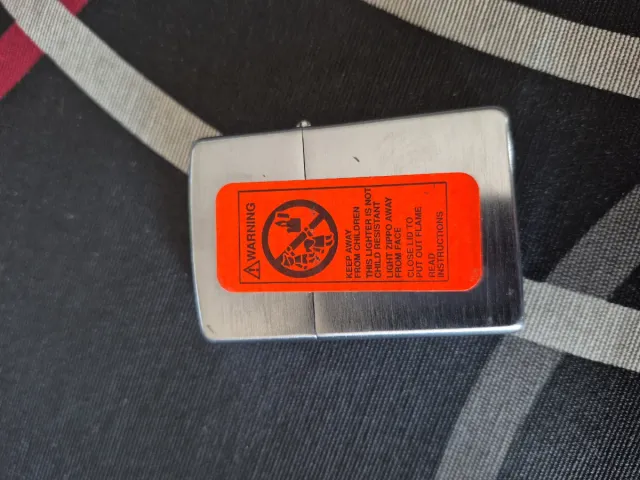 WARNING
KEEP AWAY
FROM CHILDREN
THIS LIGHTER IS NOT
CHILD RESISTANT
LIGHT ZIPPO AWAY
FROM FACE
CLOSE LID TO
PUT OUT FLAME
READ
INSTRUCTIONS